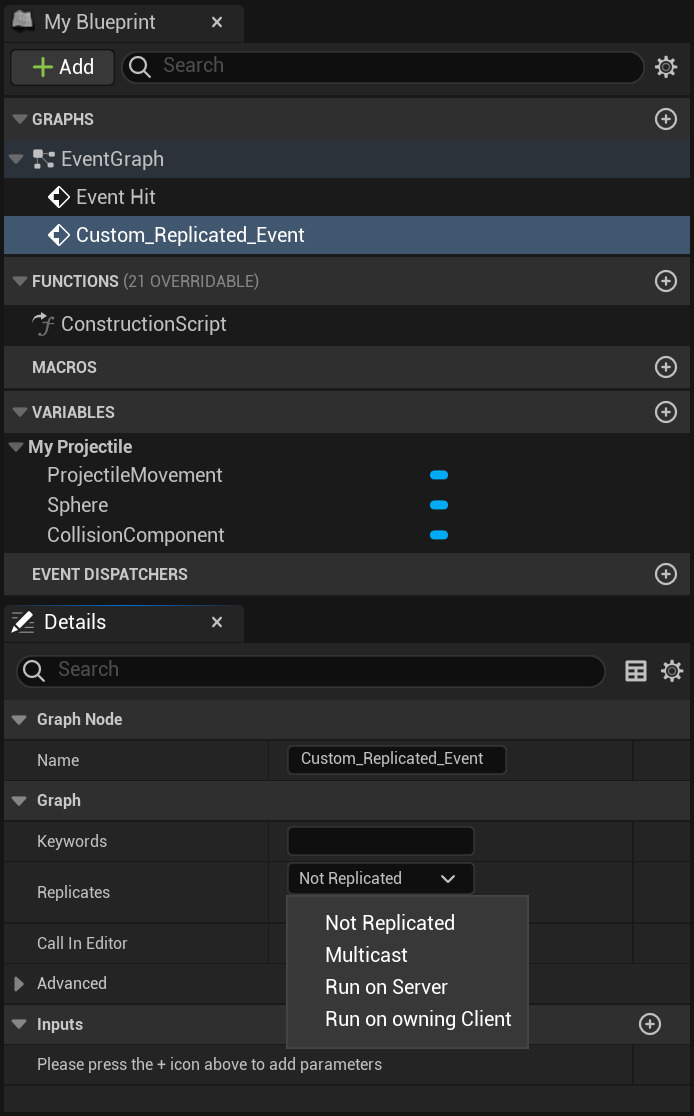 My Blueprint
Add
Search
GRAPHS
EventGraph
Event Hit
Custom_Replicated_Event
FUNCTIONS (21 OVERRIDABLE)
ConstructionScript
MACROS
VARIABLES
My Projectile
ProjectileMovement
Sphere
CollisionComponent
EVENT DISPATCHERS
Details
Search
Graph Node
Name Custom_Replicated_Event
Graph
Keywords
Replicates Not Replicated
Not Replicated
Multicast
Run on Server
Run on owning Client
Call In Editor
Advanced
Inputs
Please press the + icon above to add parameters